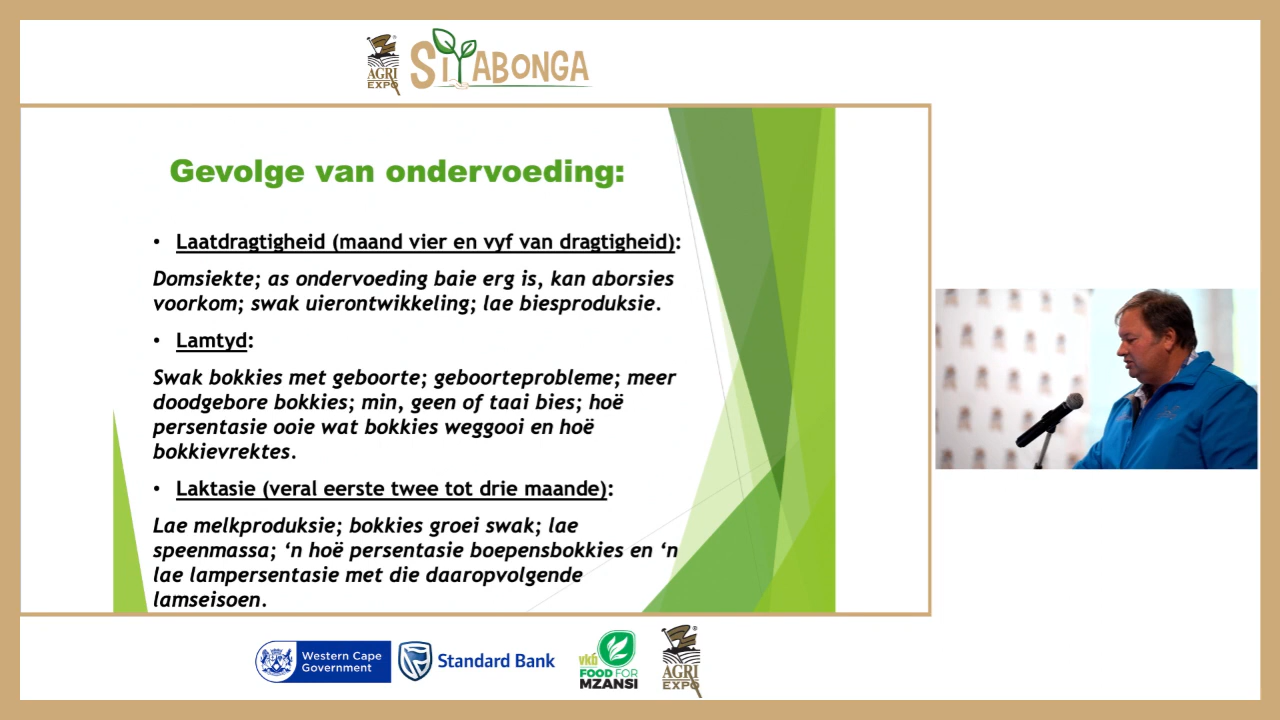 AGRI
EXPO
SIYABONGA
Gevolge van ondervoeding:
• Laatdragtigheid (maand vier en vyf van dragtigheid):
Domsiekte; as ondervoeding baie erg is, kan aborsies
voorkom; swak uierontwikkeling; lae biesproduksie.
• Lamtyd:
Swak bokkies met geboorte; geboorteprobleme; meer
doodgebore bokkies; min, geen of taai bies; hoë
persentasie ooie wat bokkies weggooi en hoë
bokkievrektes.
• Laktasie (veral eerste twee tot drie maande):
Lae melkproduksie; bokkies groei swak; lae
speenmassa; ‘n hoë persentasie boepensbokkies en ‘n
lae lampersentasie met die daaropvolgende
lamseisoen.
Western Cape
Government
Standard Bank
vkb
FOOD FOR
MZANSI
AGRI
EXPO